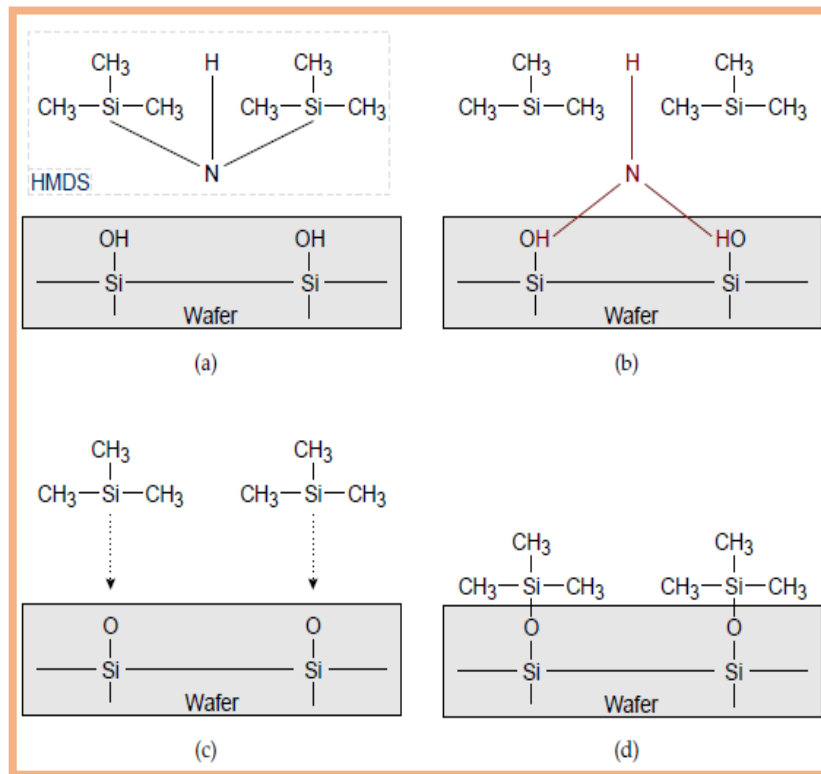 CH3 H CH3
CH3—Si—CH3 CH3—Si—CH3
N
HMDS
OH OH
Si Si
Wafer
(a)
CH3 H CH3
CH3—Si—CH3 CH3—Si—CH3
N
OH HO
Si Si
Wafer
(b)
CH3 CH3
CH3—Si—CH3 CH3—Si—CH3
O O
Si Si
Wafer
(c)
CH3 CH3
CH3—Si—CH3 CH3—Si—CH3
O O
Si Si
Wafer
(d)